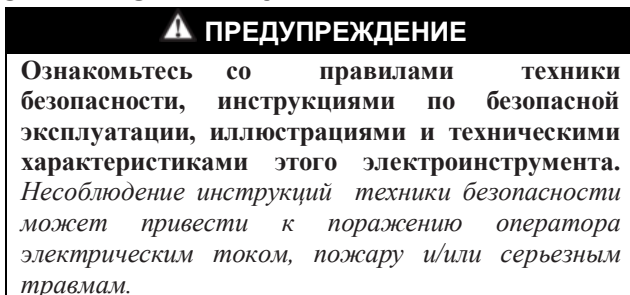 ПРЕДУПРЕЖДЕНИЕ
Ознакомьтесь со правилами техники
безопасности, инструкциями по безопасной
эксплуатации, иллюстрациями и техническими
характеристиками этого электроинструмента.
Несоблюдение инструкций техники безопасности
может привести к поражению оператора
электрическим током, пожару и/или серьезным
травмам.